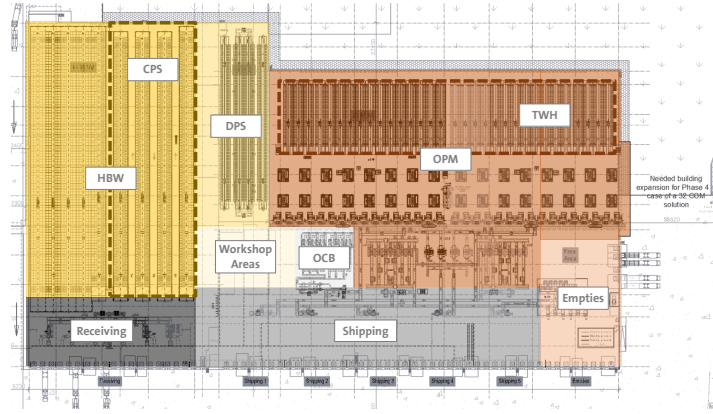 CPS
TWH
DPS
OPM
HBW
Needed building
expansion for Phase 4
case of a 32 COM
solution
Workshop
Areas
OCB
Empties
Receiving
Shipping
Receiving
Shipping 1
Shipping 2
Shipping 3
Shipping 4
Shipping 5